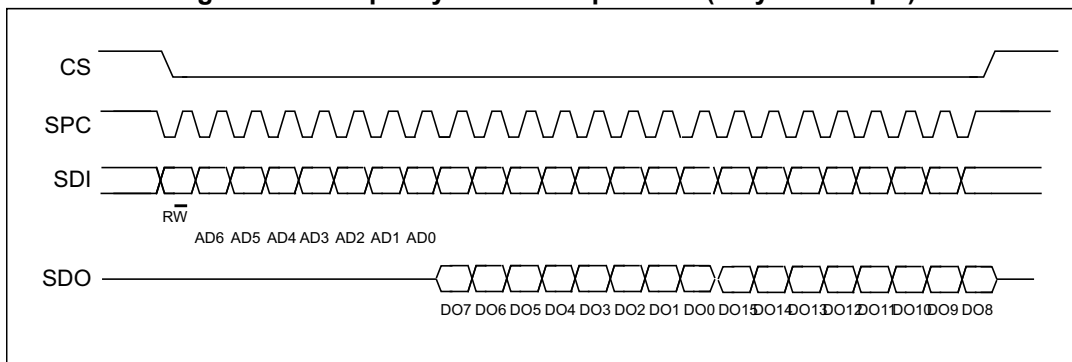 CS
SPC
SDI
RW
AD6 AD5 AD4 AD3 AD2 AD1 AD0
SDO
DO7 DO6 DO5 DO4 DO3 DO2 DO1 DO0 DO15 DO14 DO13 DO12 DO11 DO10 DO9 DO8